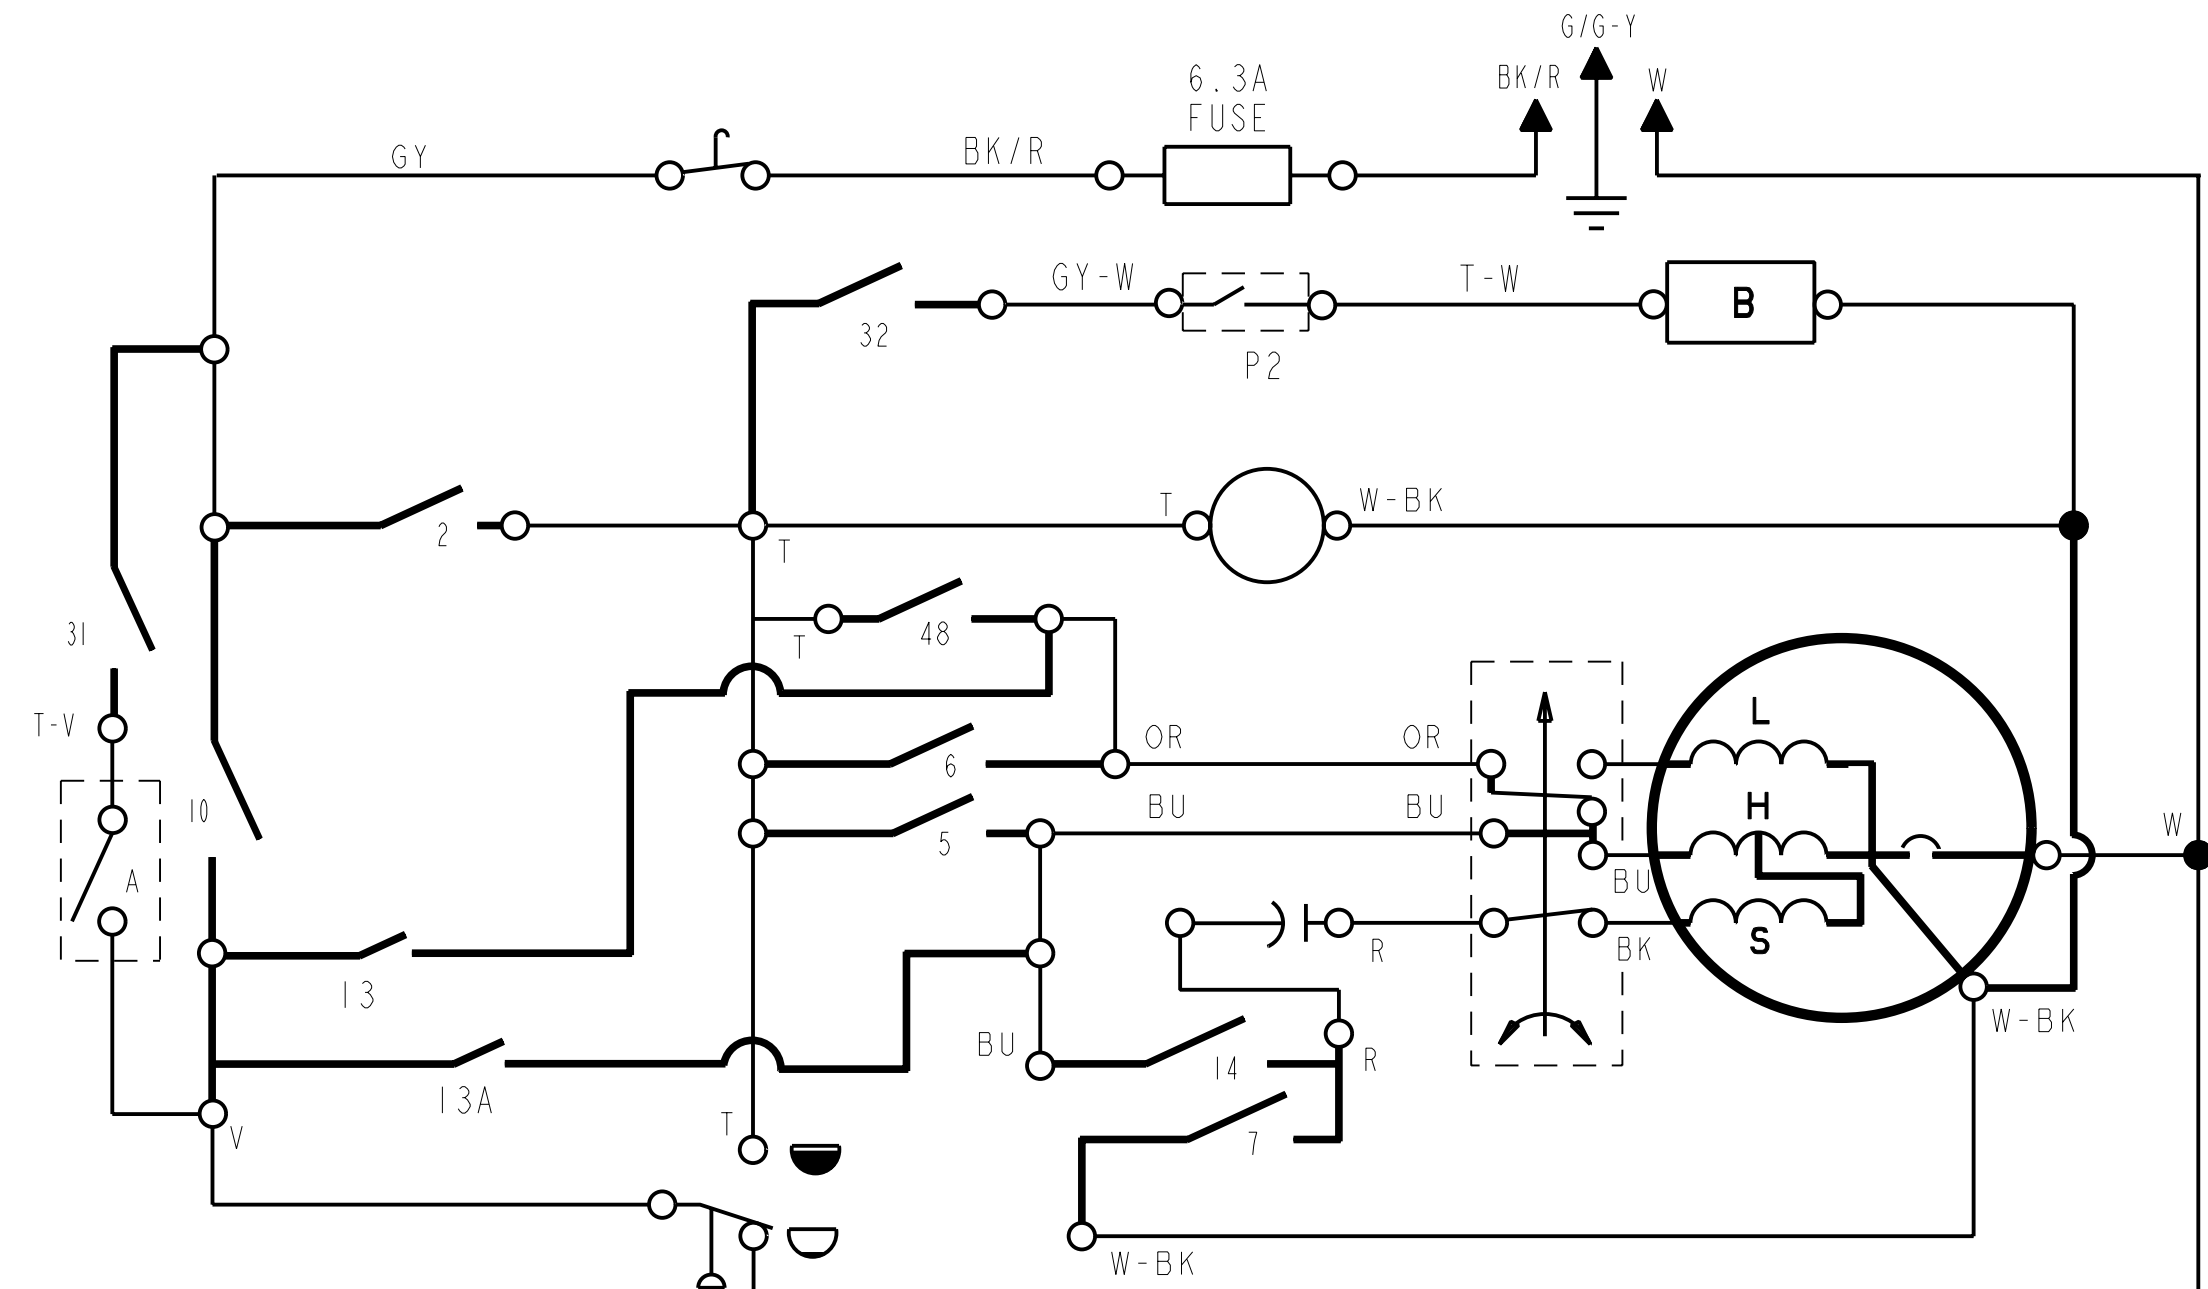 G/G-Y
6.3A
FUSE
BK/R
W
GY
BK/R
GY-W
T-W
B
32
P2
2
T
W-BK
T
48
T
31
T-V
10
A
OR
OR
6
BU
BU
5
L
H
S
W
BU
BK
R
13
BU
14
R
W-BK
13A
T
7
V
W-BK